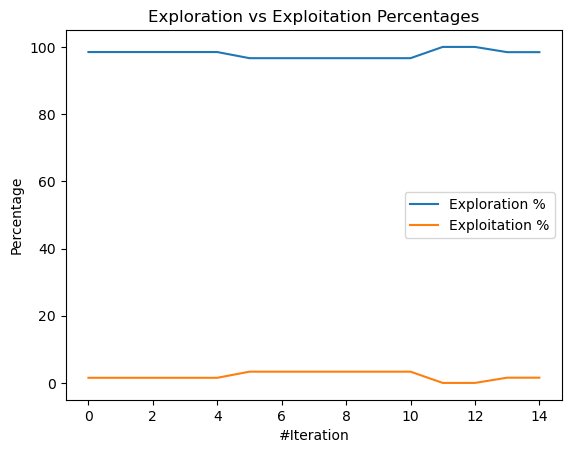 Exploration vs Exploitation Percentages
100
80
60
40
20
0
Percentage
Exploration %
Exploitation %
0 2 4 6 8 10 12 14
#Iteration